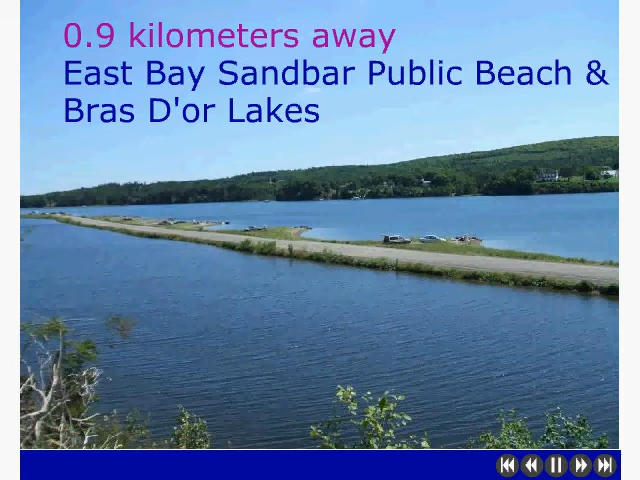 0.9 kilometers away
East Bay Sandbar Public Beach &
Bras D'or Lakes